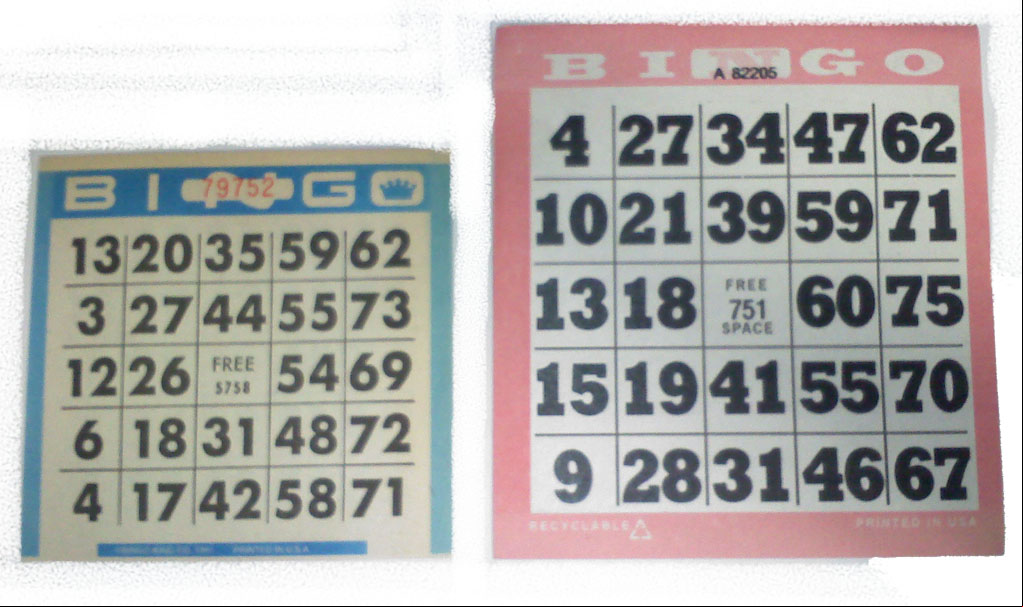 B I N G O
79752
13 20 35 59 62
3 27 44 55 73
12 26 FREE 54 69
5758
6 18 31 48 72
4 17 42 58 71
PRINTED IN U.S.A.
B I N G O
A 82205
4 27 34 47 62
10 21 39 59 71
13 18 FREE 60 75
751
SPACE
15 19 41 55 70
9 28 31 46 67
RECYCLABLE PRINTED IN USA